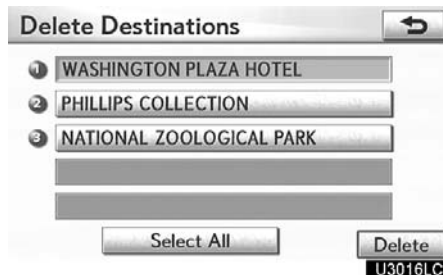 Delete Destinations
1 WASHINGTON PLAZA HOTEL
2 PHILLIPS COLLECTION
3 NATIONAL ZOOLOGICAL PARK
Select All
Delete
U3016LC